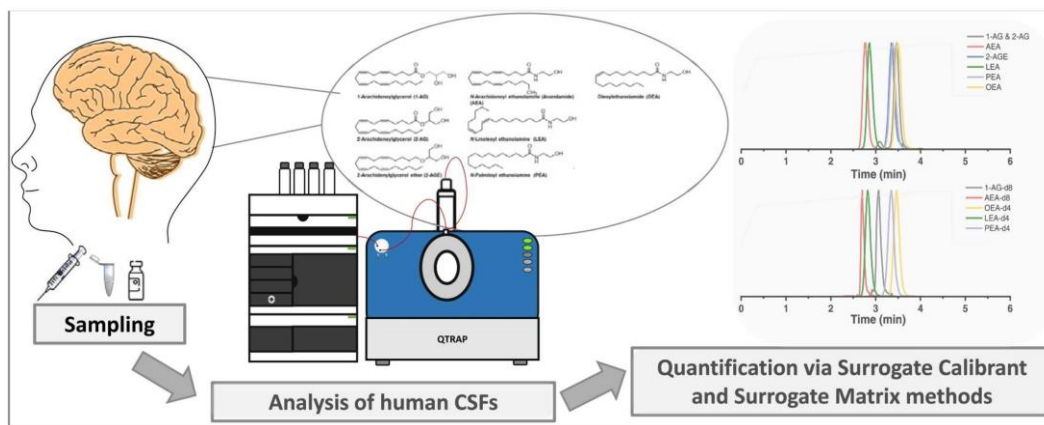 1-Arachidonoylglycerol (1-AG)
N-Arachidonoyl ethanolamine (Anandamide)
(AEA)
Oleoylethanolamide (OEA)
2-Arachidonoylglycerol (2-AG)
N-Linoleoyl ethanolamine (LEA)
2-Arachidonylglycerol ether (2-AGE)
N-Palmitoyl ethanolamine (PEA)
QTRAP
Sampling
Analysis of human CSFs
1-AG & 2-AG
AEA
2-AGE
LEA
PEA
OEA
0 1 2 3 4 5 6
Time (min)
1-AG-d8
AEA-d8
OEA-d4
LEA-d4
PEA-d4
0 1 2 3 4 5 6
Time (min)
Quantification via Surrogate Calibrant
and Surrogate Matrix methods